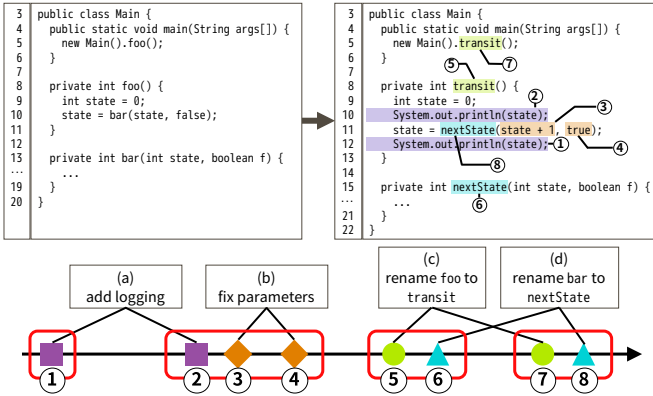 3 public class Main {
4 public static void main(String args[]) {
5 new Main().foo();
6 }
7
8 private int foo() {
9 int state = 0;
10 state = bar(state, false);
11 }
12
13 private int bar(int state, boolean f) {
... ...
19 }
20 }
3 public class Main {
4 public static void main(String args[]) {
5 new Main().transit();
6 }
⑤ ⑦
7
8 private int transit() {
②
9 int state = 0;
③
10 System.out.println(state);
11 state = nextState(state + 1, true);
12 System.out.println(state);
① ④
13 }
⑧
14
15 private int nextState(int state, boolean f) {
... ...
⑥
21 }
22 }
(a)
add logging
(b)
fix parameters
(c)
rename foo to
transit
(d)
rename bar to
nextState
① ② ③ ④ ⑤ ⑥ ⑦ ⑧